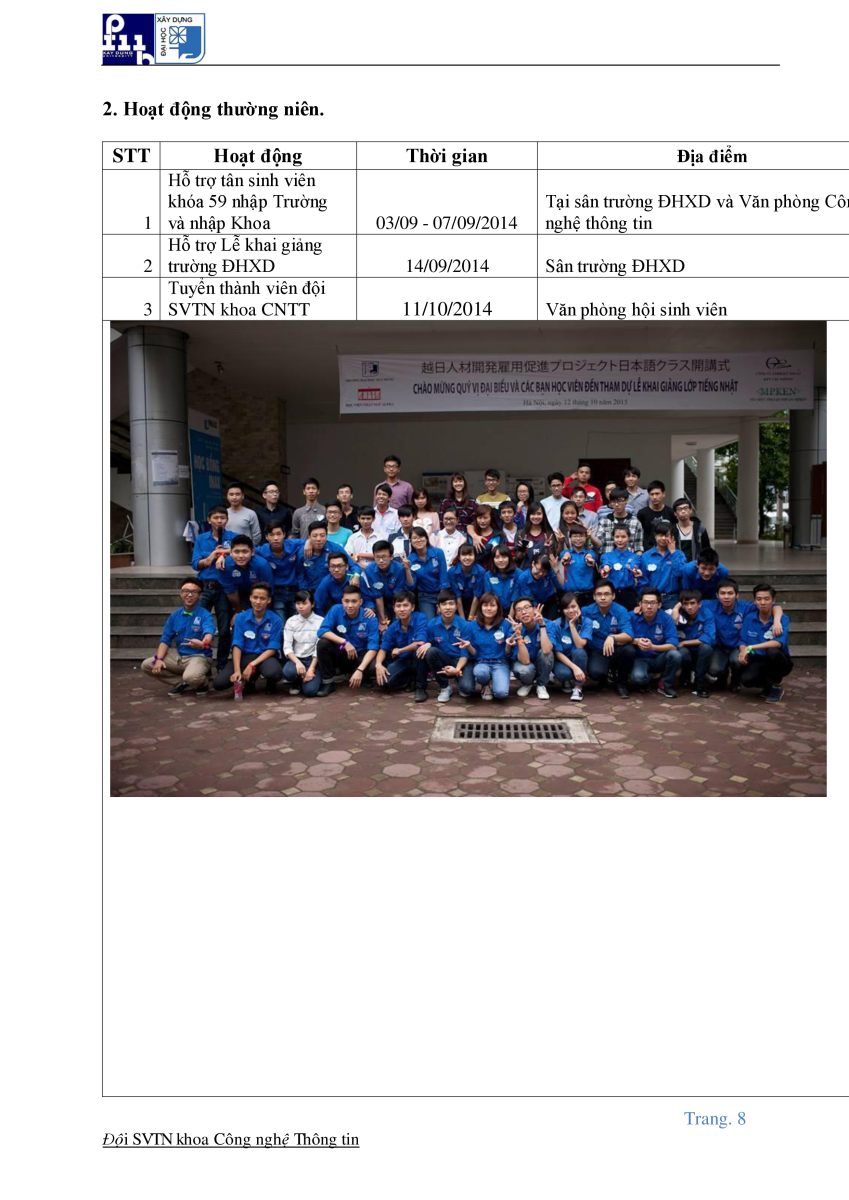 XÂY DỰNG
ĐẠI HỌC
XÂY DỰNG
UNIVERSITY
2. Hoạt động thường niên.
STT Hoạt động Thời gian Địa điểm
Hỗ trợ tân sinh viên
khóa 59 nhập Trường Tại sân trường ĐHXD và Văn phòng Côn
1 và nhập Khoa 03/09 - 07/09/2014 nghệ thông tin
Hỗ trợ Lễ khai giảng
2 trường ĐHXD 14/09/2014 Sân trường ĐHXD
Tuyển thành viên đội
3 SVTN khoa CNTT 11/10/2014 Văn phòng hội sinh viên
越日人材開発雇用促進プロジェクト日本語クラス開講式
CHÀO MỪNG QUÝ VỊ ĐẠI BIỂU VÀ CÁC BẠN HỌC VIÊN ĐẾN THAM DỰ LỄ KHAI GIẢNG LỚP TIẾNG NHẬT
Hà Nội, ngày 12 tháng 10 năm 2015
<MPKEN>
HỌC BỔNG
Trang. 8
Đội SVTN khoa Công nghệ Thông tin